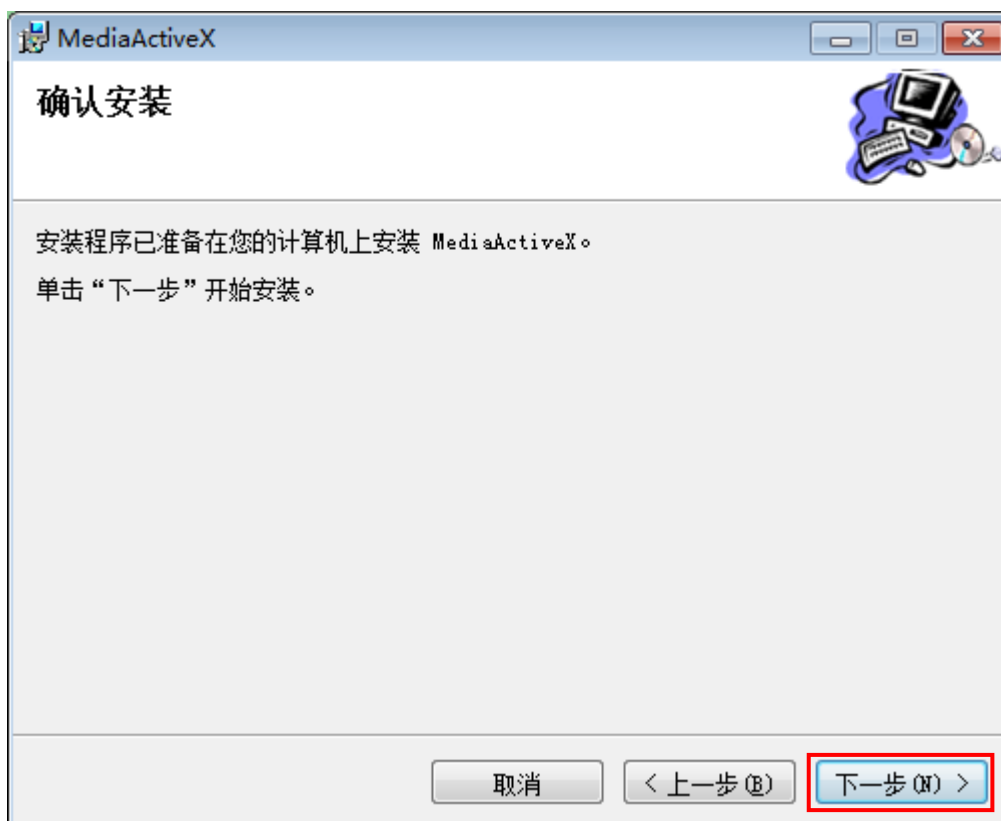 MediaActiveX
确认安装
安装程序已准备在您的计算机上安装 MediaActiveX。
单击“下一步”开始安装。
取消
< 上一步(B)
下一步(N) >